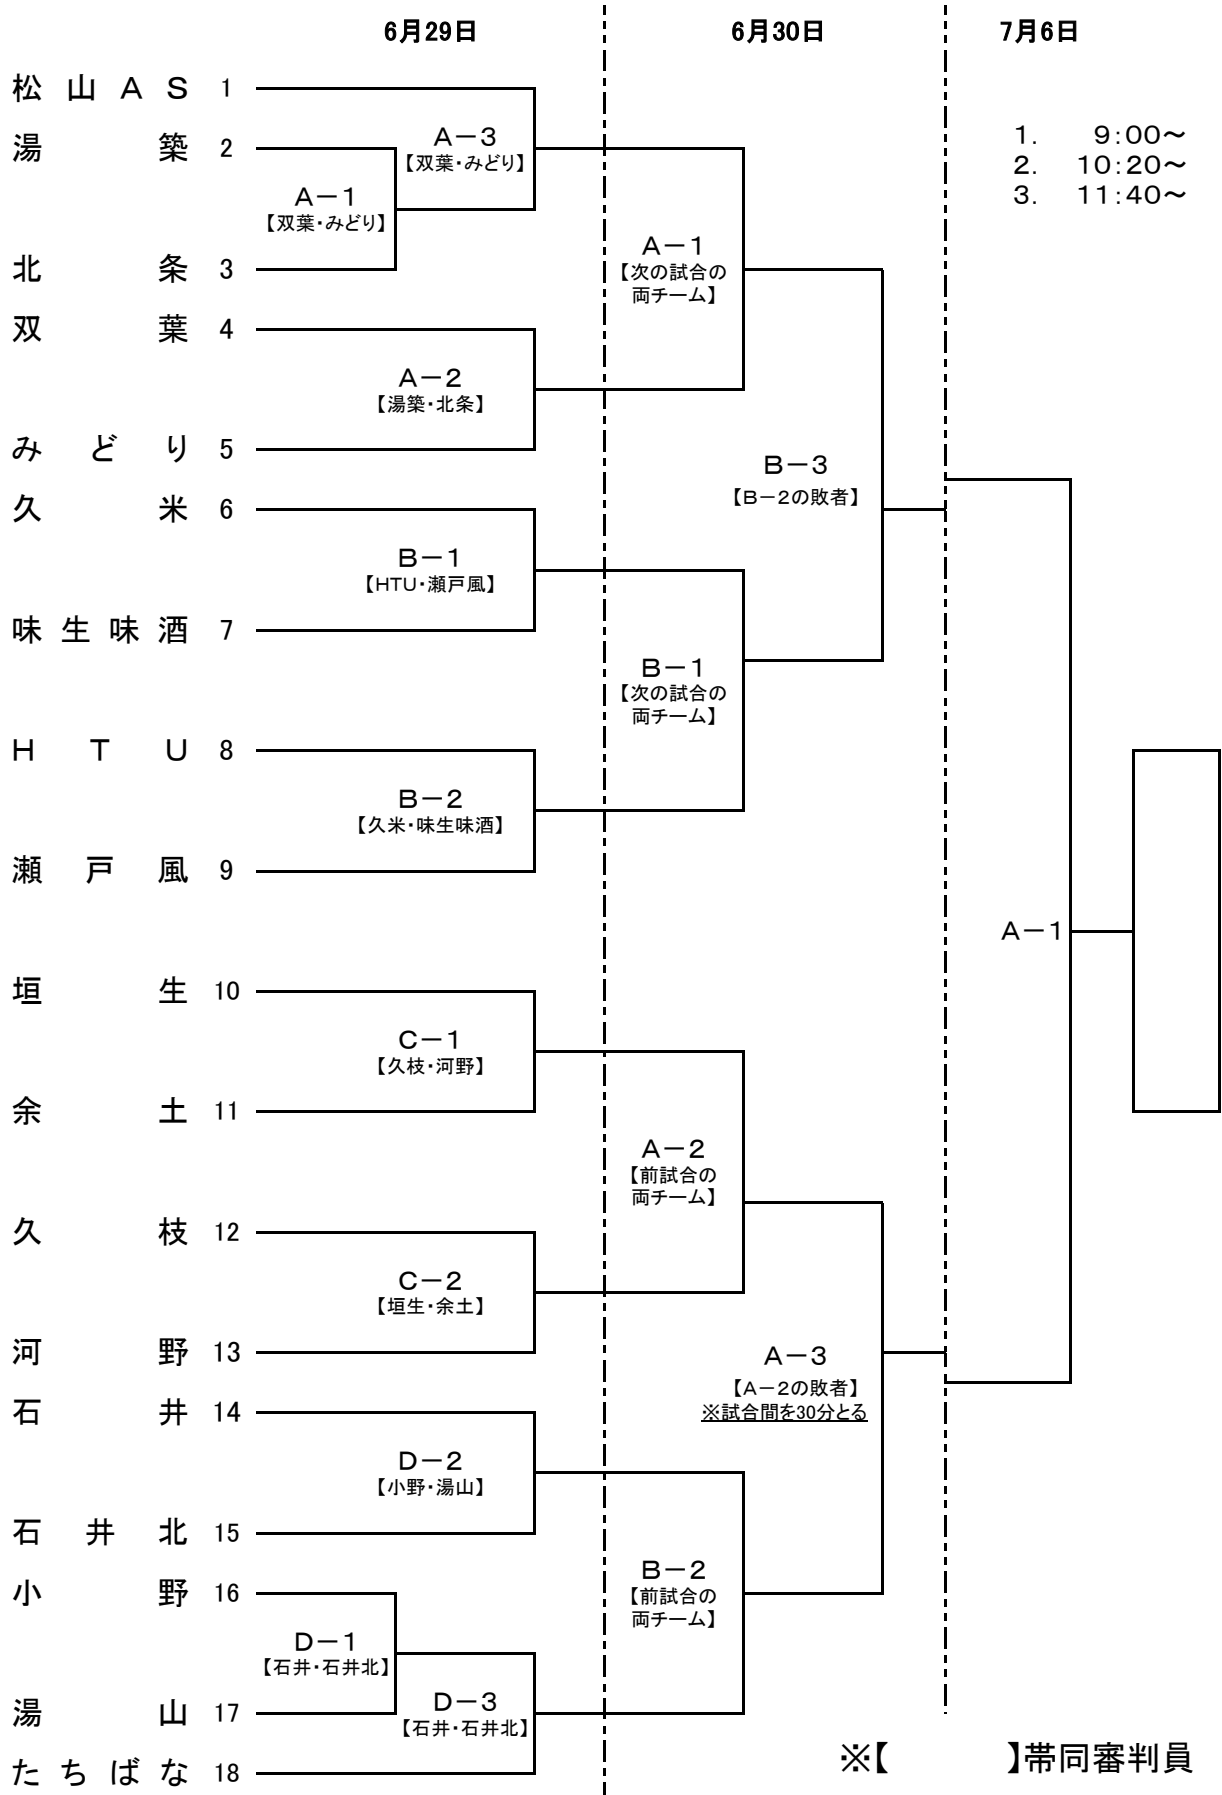 6月29日 6月30日 7月6日
松山AS 1
湯築 2
A－3
【双葉・みどり】
A－1
【双葉・みどり】
1. 9:00～
2. 10:20～
3. 11:40～
北条 3
A－1
【次の試合の
両チーム】
双葉 4
A－2
【湯築・北条】
みどり 5
B－3
【B－2の敗者】
久米 6
B－1
【HTU・瀬戸風】
味生味酒 7
B－1
【次の試合の
両チーム】
HTU 8
B－2
【久米・味生味酒】
瀬戸風 9
A－1
垣生 10
C－1
【久枝・河野】
余土 11
A－2
【前試合の
両チーム】
久枝 12
C－2
【垣生・余土】
河野 13
A－3
【A－2の敗者】
※試合間を30分とる
石井 14
D－2
【小野・湯山】
石井北 15
B－2
【前試合の
両チーム】
小野 16
D－1
【石井・石井北】
湯山 17
D－3
【石井・石井北】
たちばな 18
※【　　　】帯同審判員